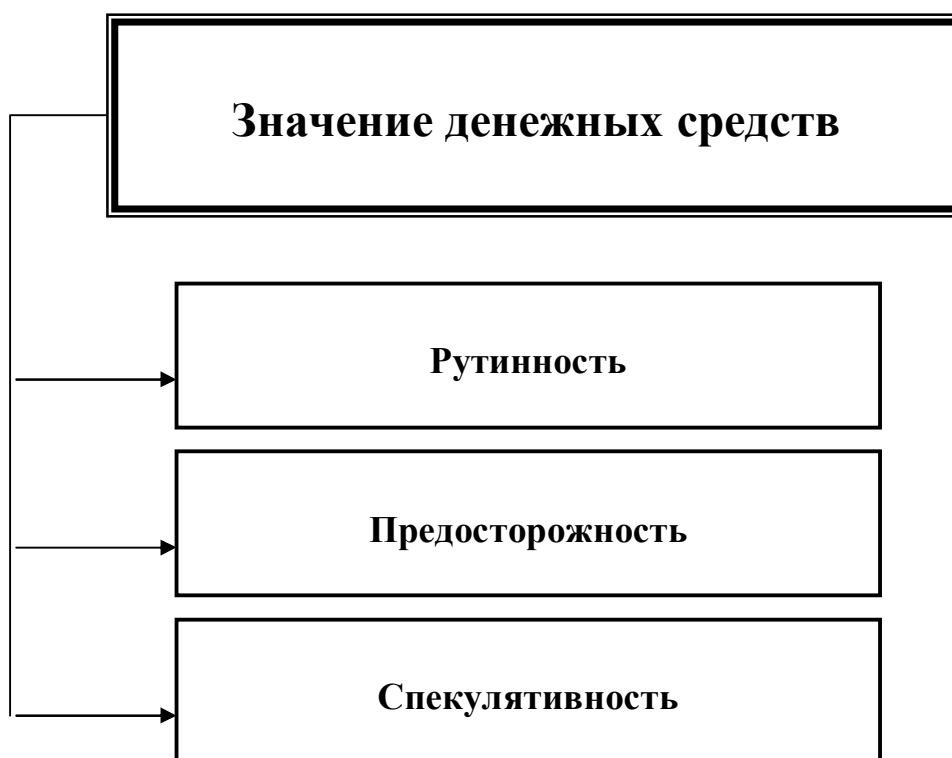 Значение денежных средств
Рутинность
Предосторожность
Спекулятивность